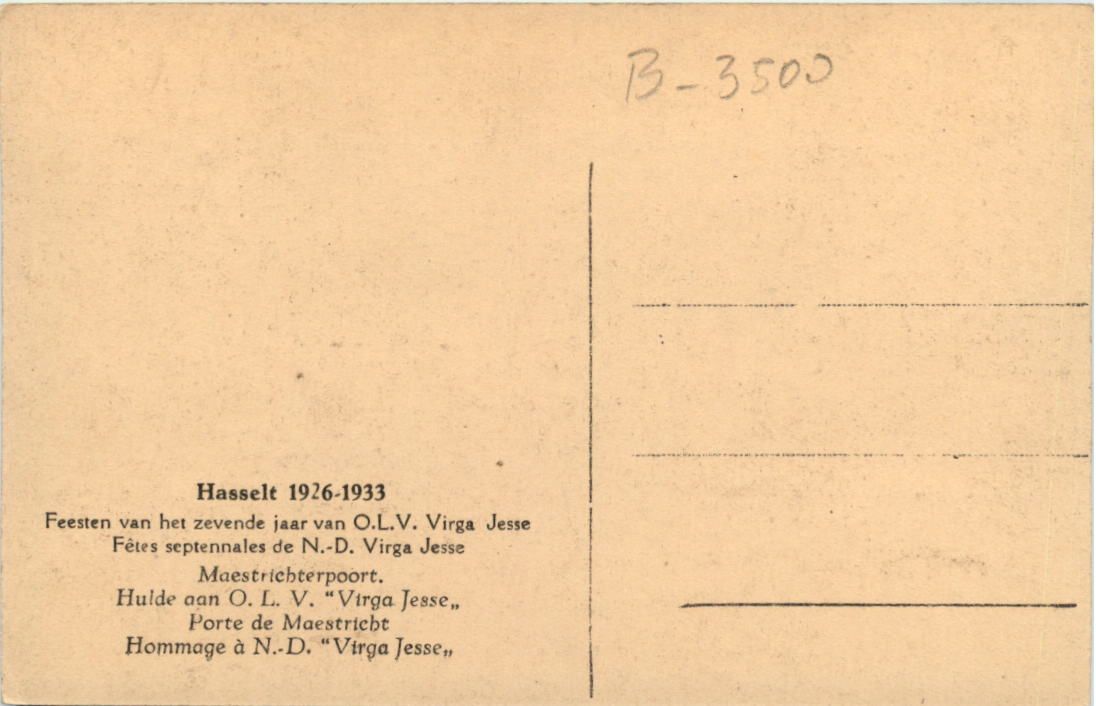 B-3500
Hasselt 1926-1933
Feesten van het zevende jaar van O.L.V. Virga Jesse
Fêtes septennales de N.-D. Virga Jesse
Maestrichterpoort.
Hulde aan O. L. V. “Virga Jesse„
Porte de Maestricht
Hommage à N.-D. “Virga Jesse„